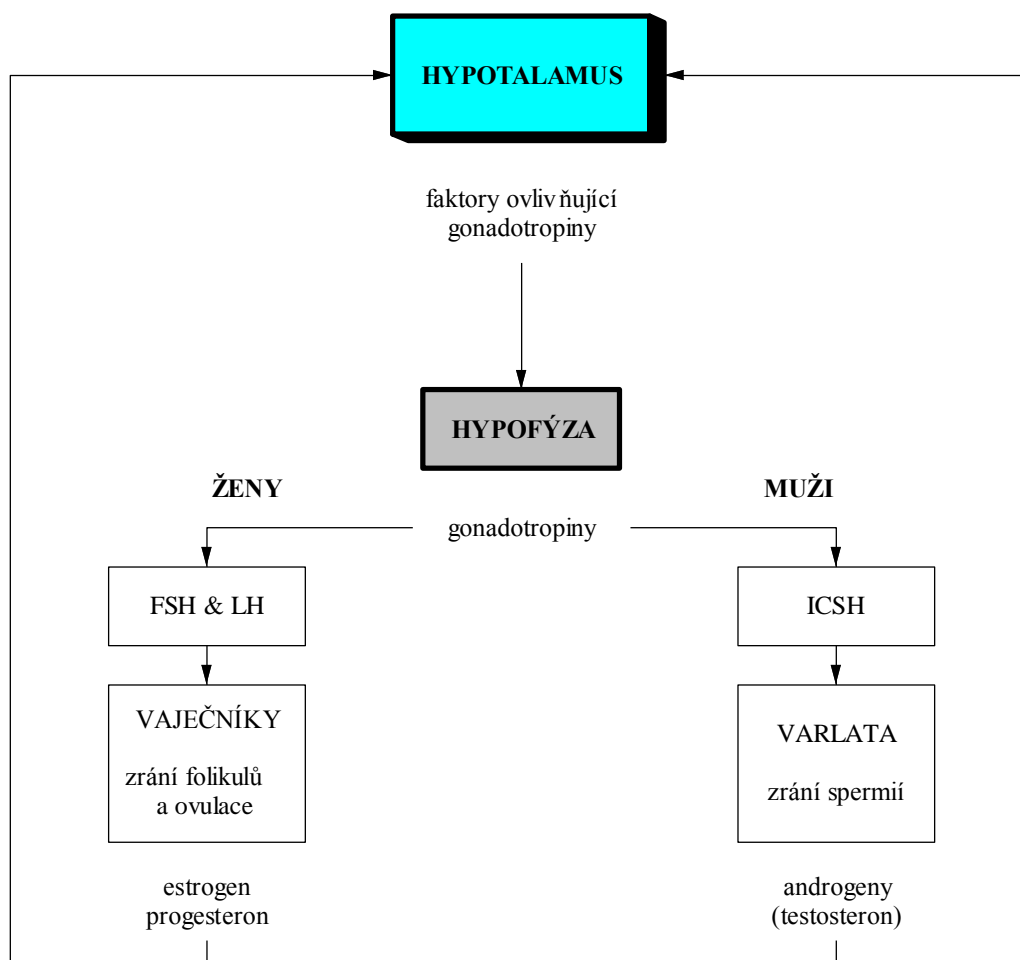 HYPOTALAMUS
faktory ovlivňující
gonadotropiny
HYPOFÝZA
ŽENY
MUŽI
gonadotropiny
FSH & LH
ICSH
VAJEČNÍKY
zrání folikulů
a ovulace
VARLATA
zrání spermií
estrogen
progesteron
androgeny
(testosteron)